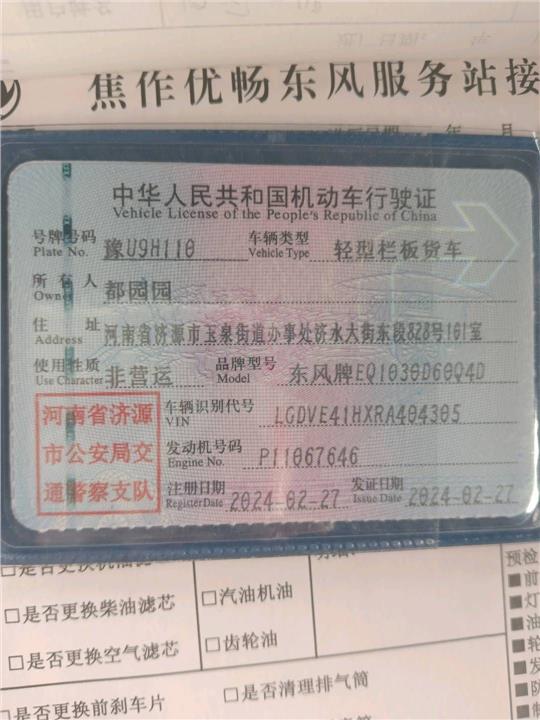 焦作优畅东风服务站接
年 月
中华人民共和国机动车行驶证
Vehicle License of the People's Republic of China
号牌号码 豫U9H110 车辆类型 轻型栏板货车
Plate No. Vehicle Type
所有人 都园园
Owner
住址 河南省济源市玉泉街道办事处济水大街东段828号161室
Address
使用性质 非营运 品牌型号 东风牌EQ1030D60Q4D
Use Character Model
河南省济源
市公安局交
通警察支队
车辆识别代号 LGDVE41HXRA404305
VIN
发动机号码 P11067646
Engine No.
注册日期 2024-02-27 发证日期 2024-02-27
Register Date Issue Date
预检
□是否更换柴油滤芯 □汽油机油
□是否更换空气滤芯 □齿轮油
□是否更换前刹车片 □是否清理排气筒
■前
■灯
■油
■轮
■发
■防
■制